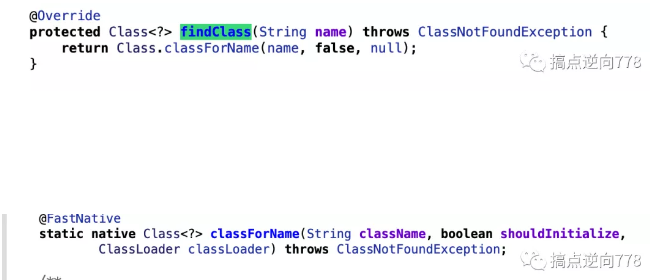 @Override
protected Class<?> findClass(String name) throws ClassNotFoundException {
    return Class.classForName(name, false, null);
}
搞点逆向778
@FastNative
static native Class<?> classForName(String className, boolean shouldInitialize,
        ClassLoader classLoader) throws ClassNotFoundException;
搞点逆向778
/**